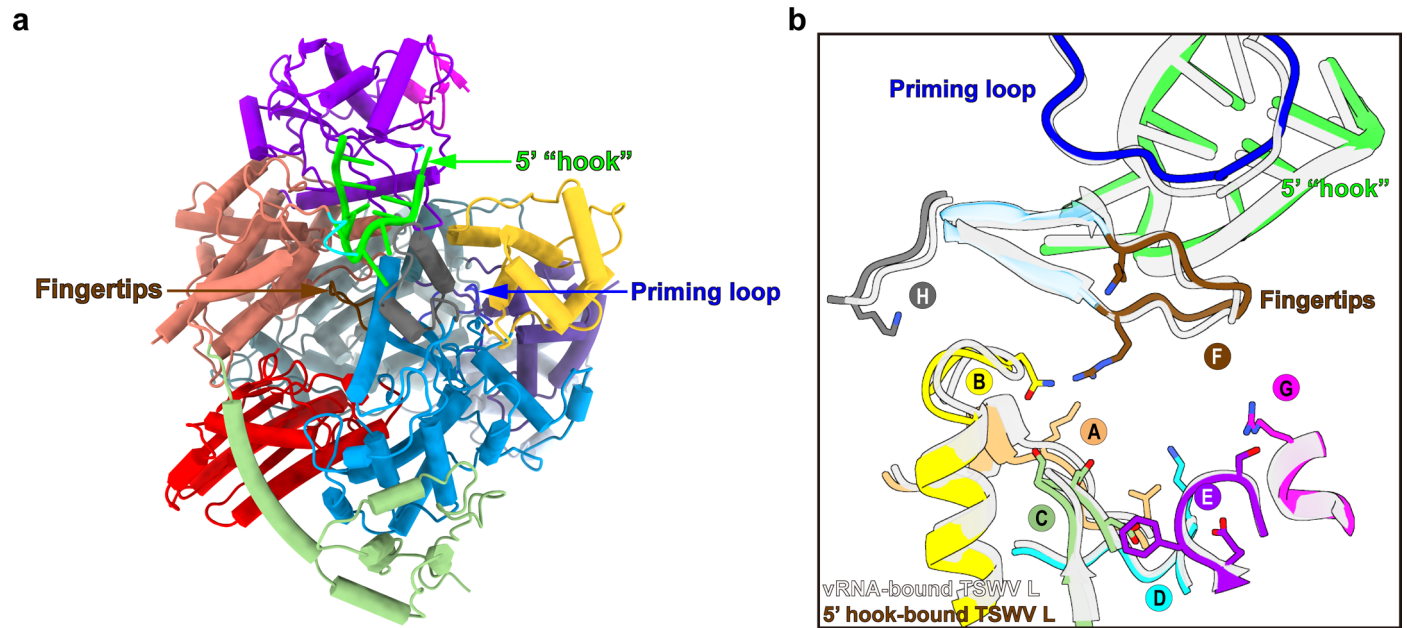 a
b
5’ “hook”
Fingertips
Priming loop
Priming loop
5’ “hook”
H
Fingertips
F
B
G
A
E
C
D
vRNA-bound TSWV L
5’ hook-bound TSWV L